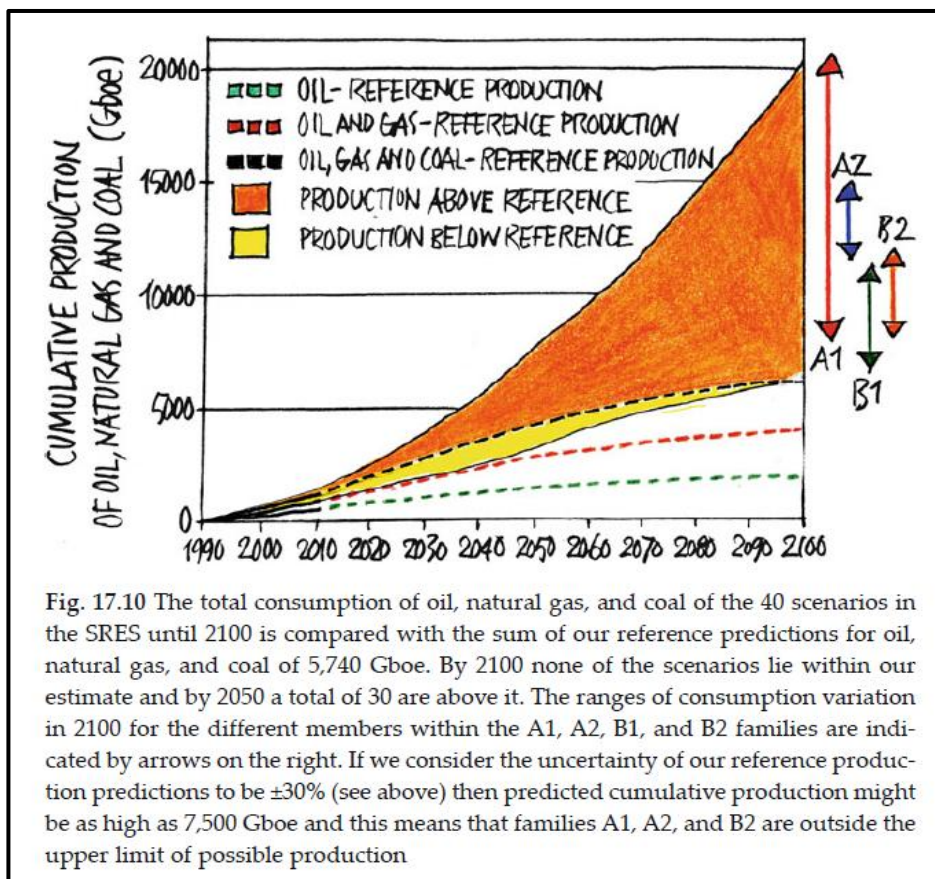 CUMULATIVE PRODUCTION
OF OIL, NATURAL GAS AND COAL (Gboe)
20000
15000
10000
5000
0
OIL-REFERENCE PRODUCTION
OIL AND GAS-REFERENCE PRODUCTION
OIL, GAS AND COAL-REFERENCE PRODUCTION
PRODUCTION ABOVE REFERENCE
PRODUCTION BELOW REFERENCE
A2
B2
A1
B1
1990 2000 2010 2020 2030 2040 2050 2060 2070 2080 2090 2100
Fig. 17.10 The total consumption of oil, natural gas, and coal of the 40 scenarios in
the SRES until 2100 is compared with the sum of our reference predictions for oil,
natural gas, and coal of 5,740 Gboe. By 2100 none of the scenarios lie within our
estimate and by 2050 a total of 30 are above it. The ranges of consumption variation
in 2100 for the different members within the A1, A2, B1, and B2 families are indi-
cated by arrows on the right. If we consider the uncertainty of our reference produc-
tion predictions to be ±30% (see above) then predicted cumulative production might
be as high as 7,500 Gboe and this means that families A1, A2, and B2 are outside the
upper limit of possible production